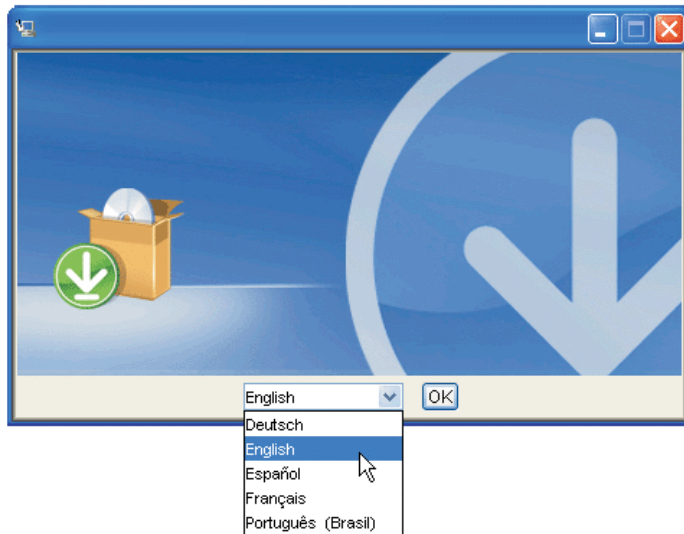 English
OK
Deutsch
English
Español
Français
Português (Brasil)